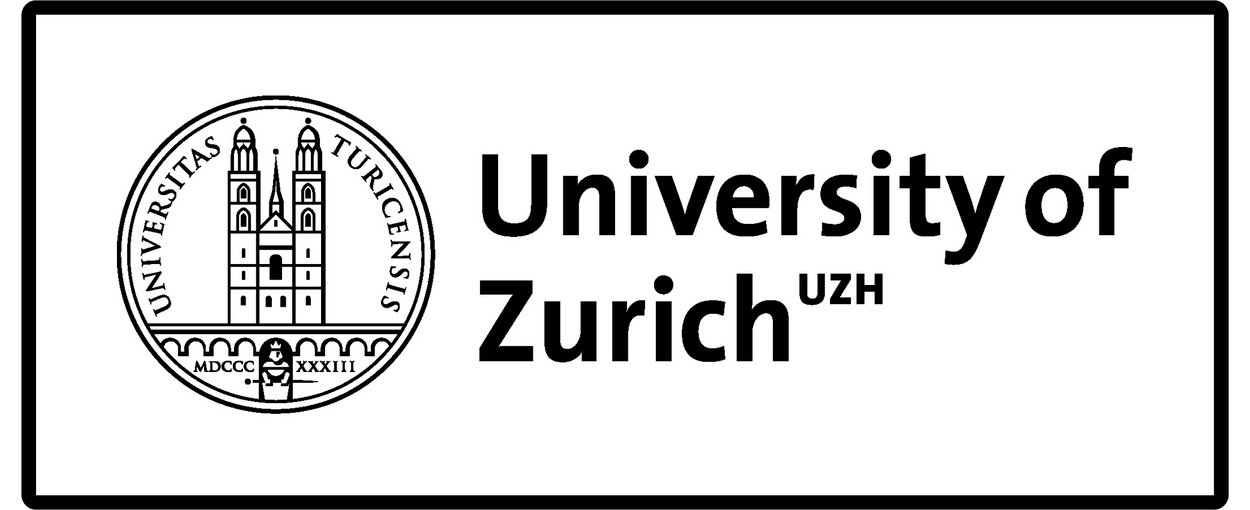 UNIVERSITAS TURICENSIS
MDCCC XXXIII
University of
Zurich UZH